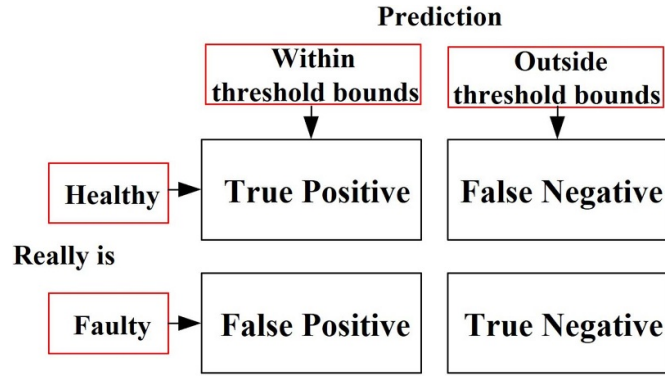 Prediction
Within
threshold bounds
Outside
threshold bounds
Healthy
True Positive
False Negative
Really is
Faulty
False Positive
True Negative